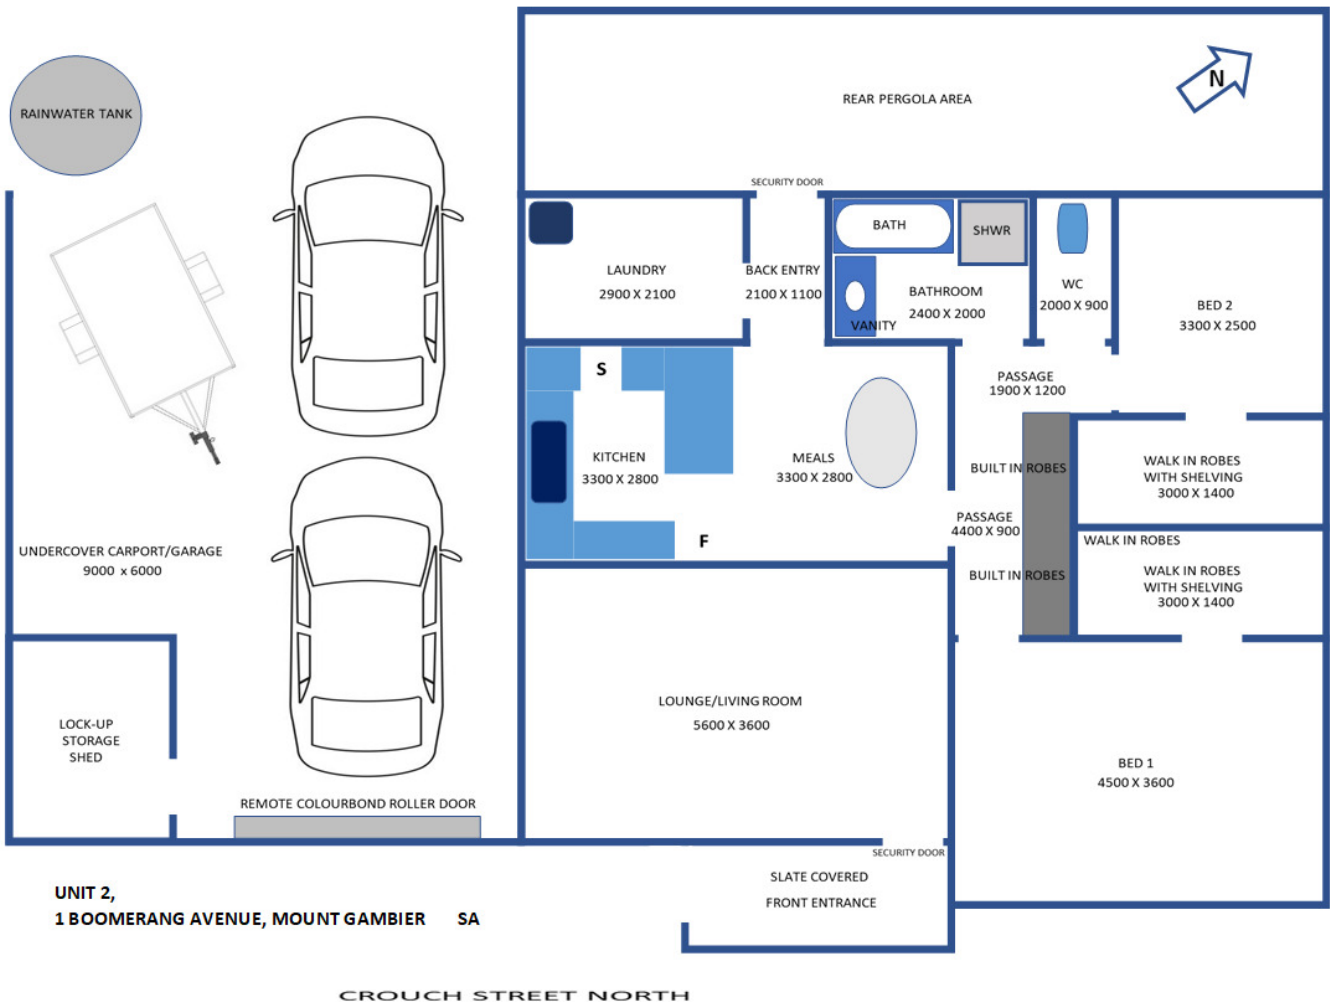 RAINWATER TANK
REAR PERGOLA AREA
N
SECURITY DOOR
BATH
SHWR
LAUNDRY
2900 X 2100
BACK ENTRY
2100 X 1100
BATHROOM
2400 X 2000
VANITY
WC
2000 X 900
BED 2
3300 X 2500
S
PASSAGE
1900 X 1200
KITCHEN
3300 X 2800
MEALS
3300 X 2800
BUILT IN ROBES
WALK IN ROBES
WITH SHELVING
3000 X 1400
F
PASSAGE
4400 X 900
WALK IN ROBES
UNDERCOVER CARPORT/GARAGE
9000 x 6000
BUILT IN ROBES
WALK IN ROBES
WITH SHELVING
3000 X 1400
LOCK-UP
STORAGE
SHED
LOUNGE/LIVING ROOM
5600 X 3600
BED 1
4500 X 3600
REMOTE COLOURBOND ROLLER DOOR
SECURITY DOOR
SLATE COVERED
FRONT ENTRANCE
UNIT 2,
1 BOOMERANG AVENUE, MOUNT GAMBIER SA
CROUCH STREET NORTH